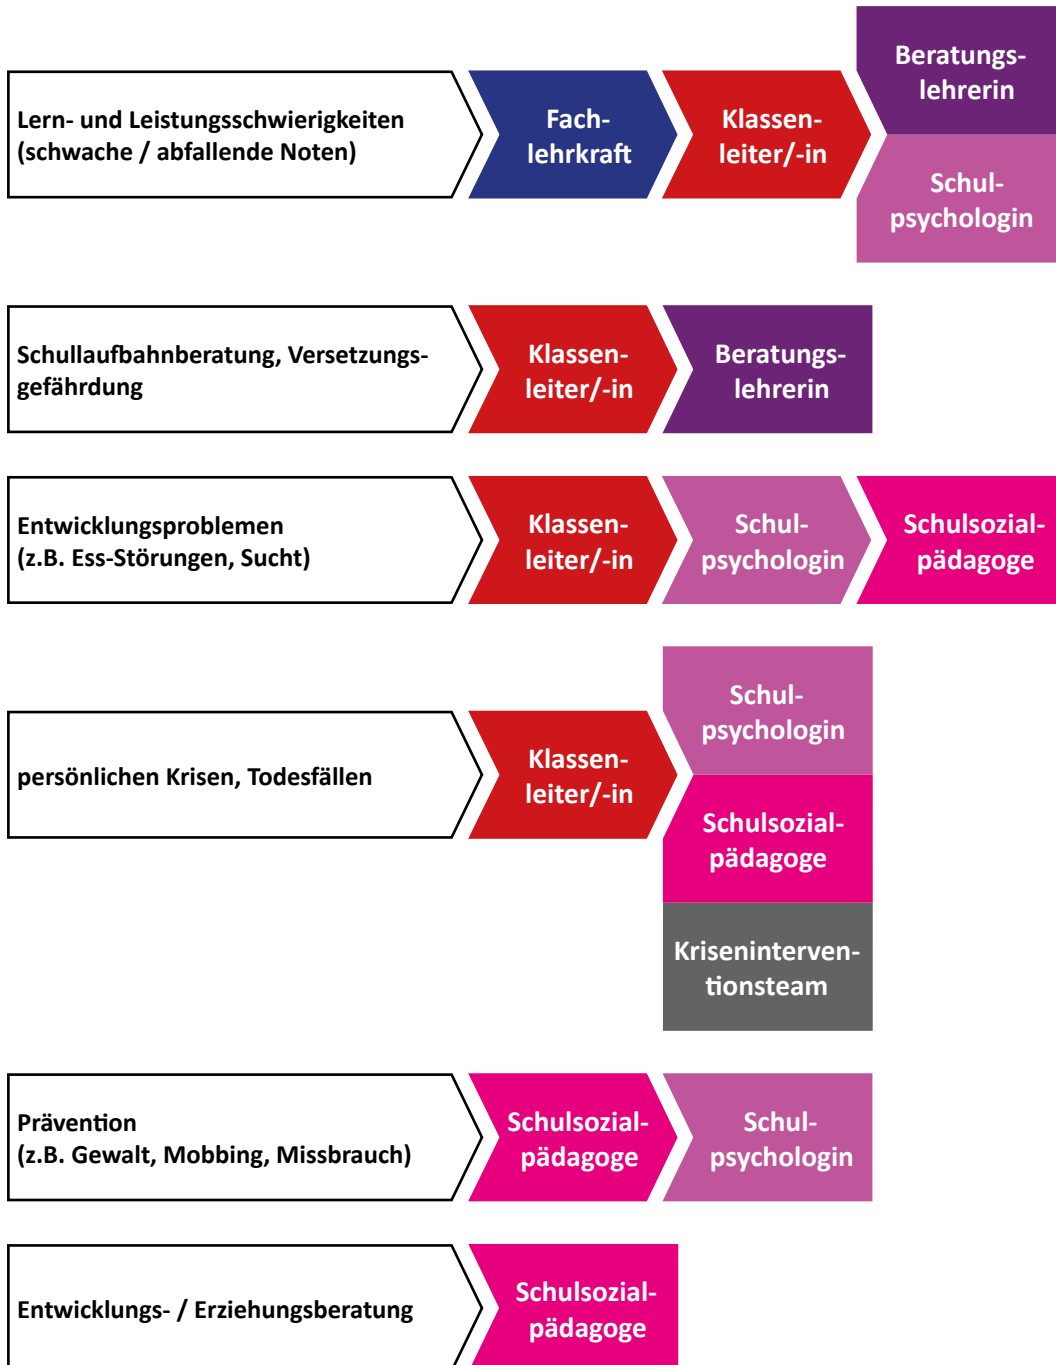 Lern- und Leistungsschwierigkeiten
(schwache / abfallende Noten)
Fach-
lehrkraft
Klassen-
leiter/-in
Beratungs-
lehrerin
Schul-
psychologin
Schullaufbahnberatung, Versetzungs-
gefährdung
Klassen-
leiter/-in
Beratungs-
lehrerin
Entwicklungsproblemen
(z.B. Ess-Störungen, Sucht)
Klassen-
leiter/-in
Schul-
psychologin
Schulsozial-
pädagoge
persönlichen Krisen, Todesfällen
Klassen-
leiter/-in
Schul-
psychologin
Schulsozial-
pädagoge
Kriseninterven-
tionsteam
Prävention
(z.B. Gewalt, Mobbing, Missbrauch)
Schulsozial-
pädagoge
Schul-
psychologin
Entwicklungs- / Erziehungsberatung
Schulsozial-
pädagoge